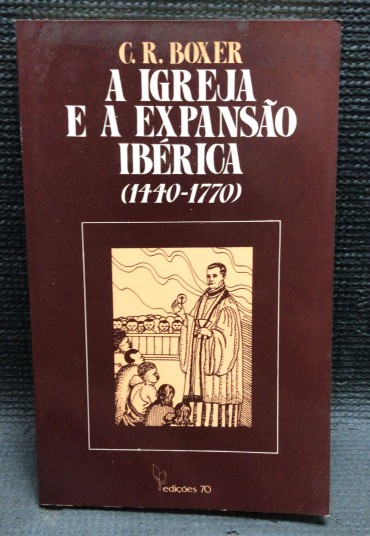 C. R. BOXER
A IGREJA
E A EXPANSÃO
IBÉRICA
(1440-1770)
edições 70